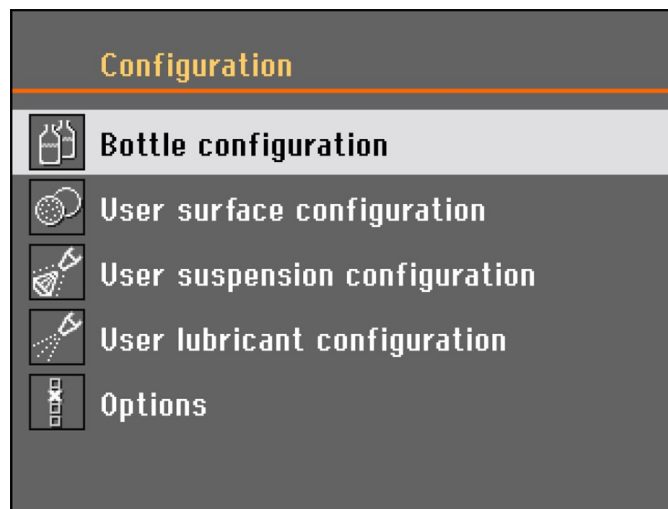 Configuration
Bottle configuration
User surface configuration
User suspension configuration
User lubricant configuration
Options